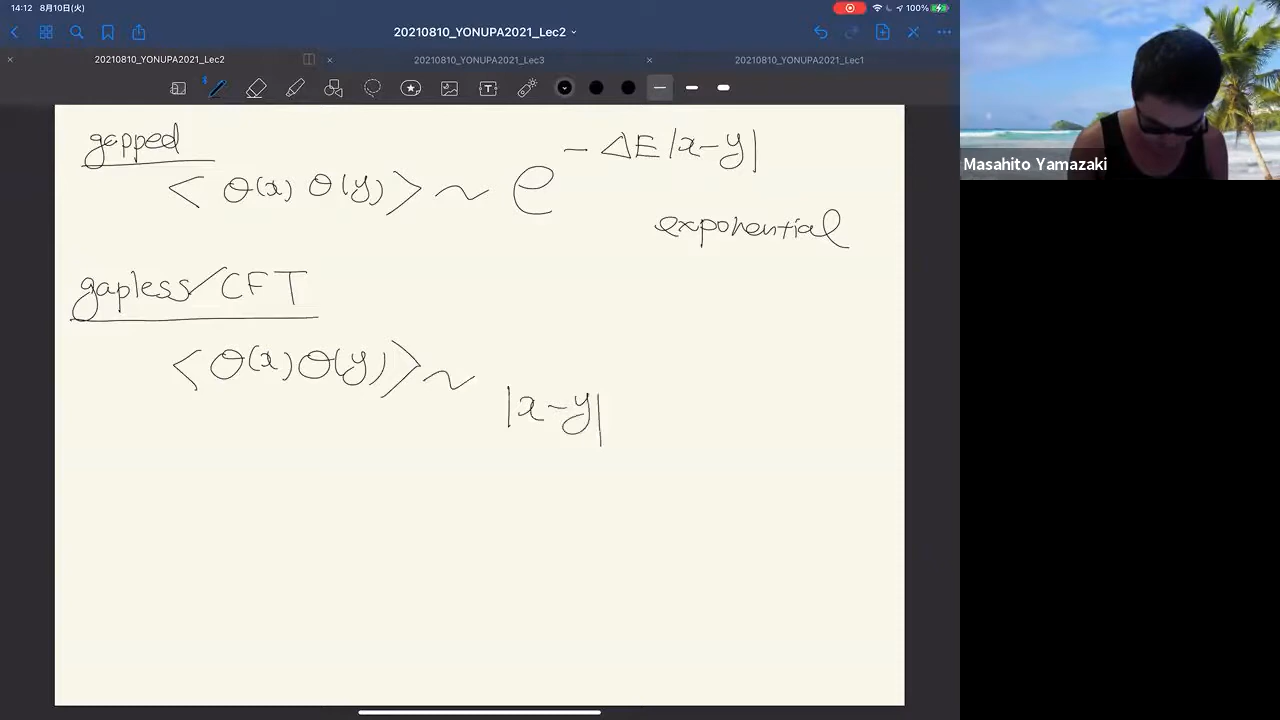 14:12 8月10日(火) 100%
20210810_YONUPA2021_Lec2
20210810_YONUPA2021_Lec2 20210810_YONUPA2021_Lec3 20210810_YONUPA2021_Lec1
gapped
< O(x) O(y) > ~ e^{- ΔE |x-y|}
exponential
gapless/CFT
< O(x) O(y) > ~
|x-y|
Masahito Yamazaki